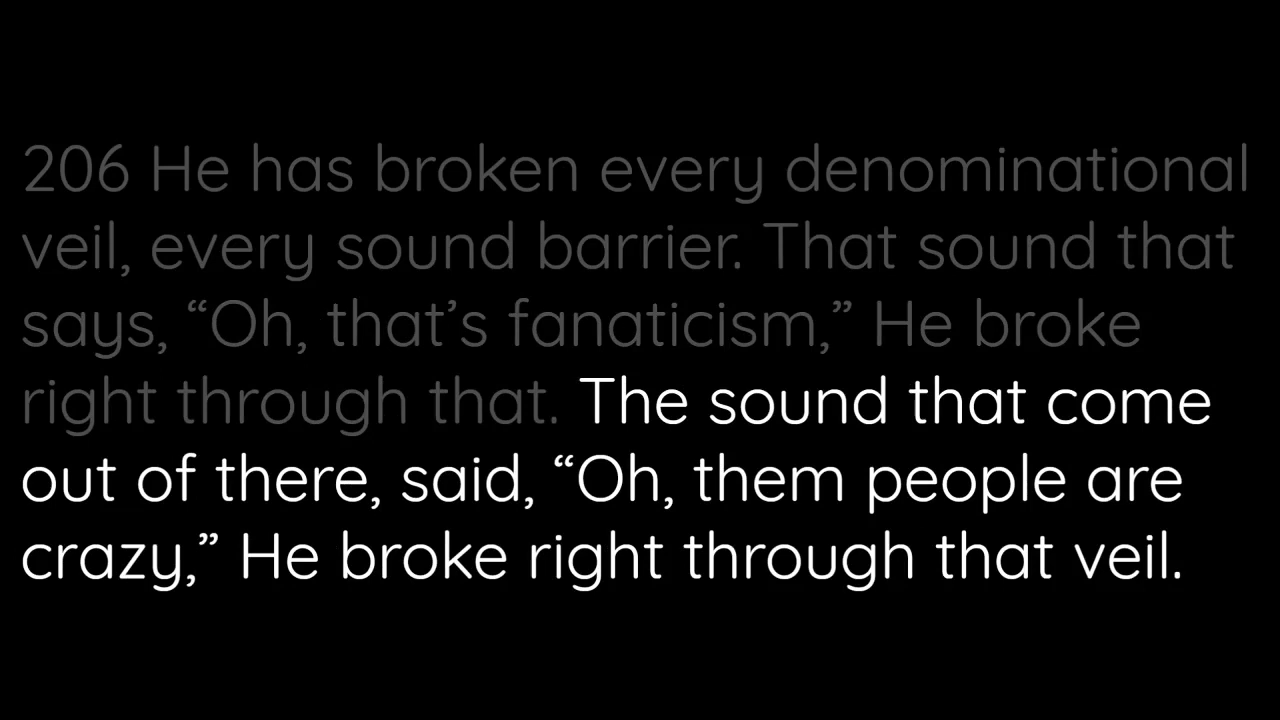 206 He has broken every denominational
veil, every sound barrier. That sound that
says, “Oh, that’s fanaticism,” He broke
right through that. The sound that come
out of there, said, “Oh, them people are
crazy,” He broke right through that veil.